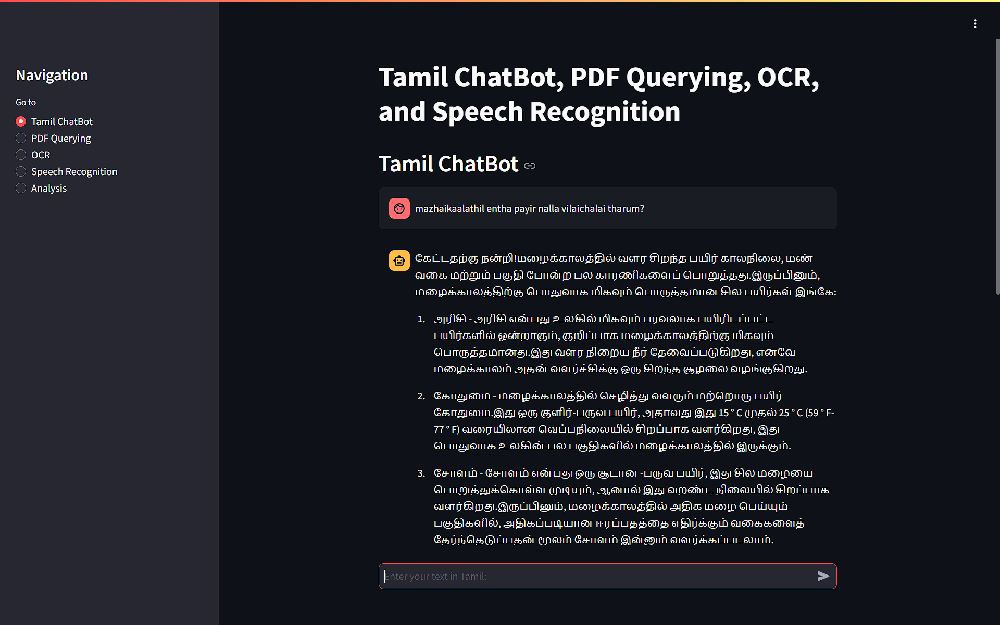 Navigation
Go to
Tamil ChatBot
PDF Querying
OCR
Speech Recognition
Analysis
Tamil ChatBot, PDF Querying, OCR,
and Speech Recognition
Tamil ChatBot
mazhaikaalathil entha payir nalla vilaichalai tharum?
கேட்டதற்கு நன்றி!மழைக்காலத்தில் வளர சிறந்த பயிர் காலநிலை, மண்
வகை மற்றும் பகுதி போன்ற பல காரணிகளைப் பொறுத்தது.இருப்பினும்,
மழைக்காலத்திற்கு பொதுவாக மிகவும் பொருத்தமான சில பயிர்கள் இங்கே:
1. அரிசி - அரிசி என்பது உலகில் மிகவும் பரவலாக பயிரிடப்பட்ட
பயிர்களில் ஒன்றாகும், குறிப்பாக மழைக்காலத்திற்கு மிகவும்
பொருத்தமானது.இது வளர நிறைய நீர் தேவைப்படுகிறது, எனவே
மழைக்காலம் அதன் வளர்ச்சிக்கு ஒரு சிறந்த சூழலை வழங்குகிறது.
2. கோதுமை - மழைக்காலத்தில் செழித்து வளரும் மற்றொரு பயிர்
கோதுமை.இது ஒரு குளிர்-பருவ பயிர், அதாவது இது 15 ° C முதல் 25 ° C (59 ° F-
77 ° F) வரையிலான வெப்பநிலையில் சிறப்பாக வளர்கிறது, இது
பொதுவாக உலகின் பல பகுதிகளில் மழைக்காலத்தில் இருக்கும்.
3. சோளம் - சோளம் என்பது ஒரு சூடான -பருவ பயிர், இது சில மழையை
பொறுத்துக்கொள்ள முடியும், ஆனால் இது வறண்ட நிலையில் சிறப்பாக
வளர்கிறது.இருப்பினும், மழைக்காலத்தில் அதிக மழை பெய்யும்
பகுதிகளில், அதிகப்படியான ஈரப்பதத்தை எதிர்க்கும் வகைகளைத்
தேர்ந்தெடுப்பதன் மூலம் சோளம் இன்னும் வளர்க்கப்படலாம்.
Enter your text in Tamil: